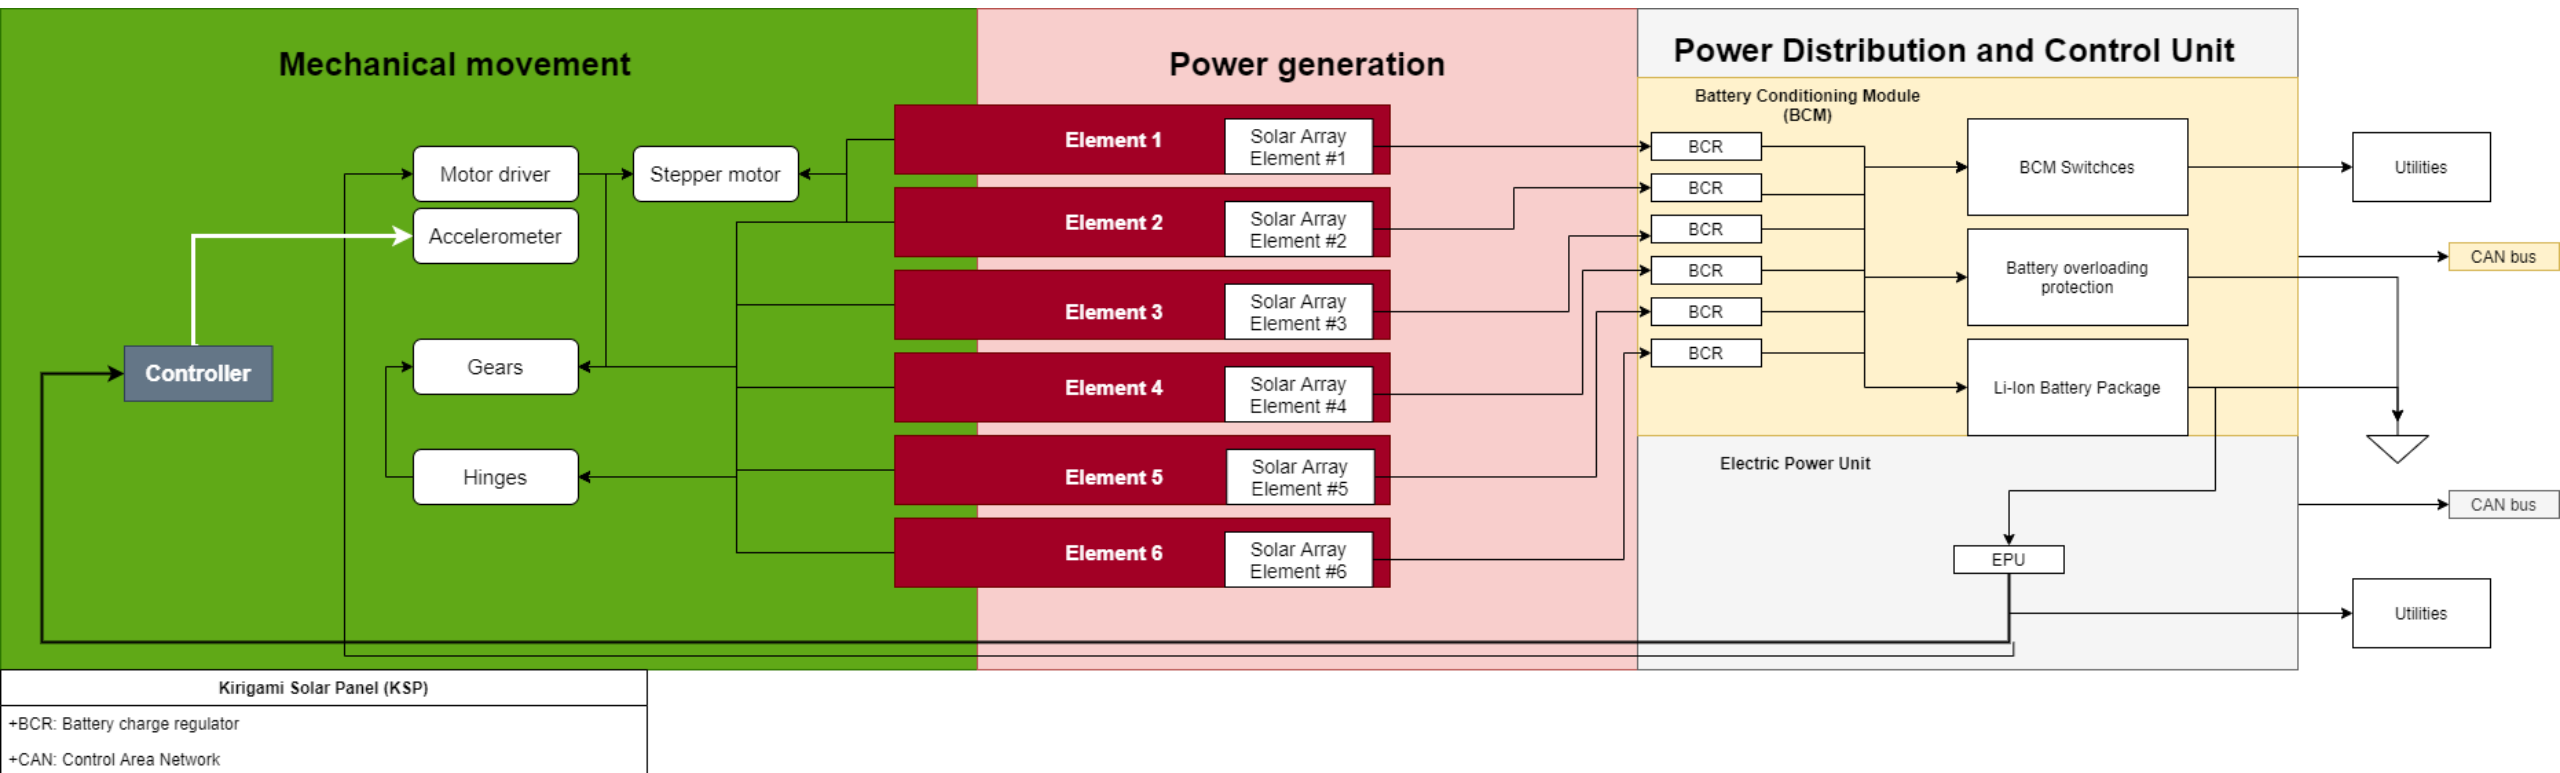 Mechanical movement
Power generation
Power Distribution and Control Unit
Battery Conditioning Module
(BCM)
Motor driver
Stepper motor
Accelerometer
Controller
Gears
Hinges
Element 1
Solar Array
Element #1
Element 2
Solar Array
Element #2
Element 3
Solar Array
Element #3
Element 4
Solar Array
Element #4
Element 5
Solar Array
Element #5
Element 6
Solar Array
Element #6
BCR
BCR
BCR
BCR
BCR
BCR
BCM Switchces
Battery overloading
protection
Li-Ion Battery Package
Utilities
CAN bus
Electric Power Unit
CAN bus
EPU
Utilities
Kirigami Solar Panel (KSP)
+BCR: Battery charge regulator
+CAN: Control Area Network